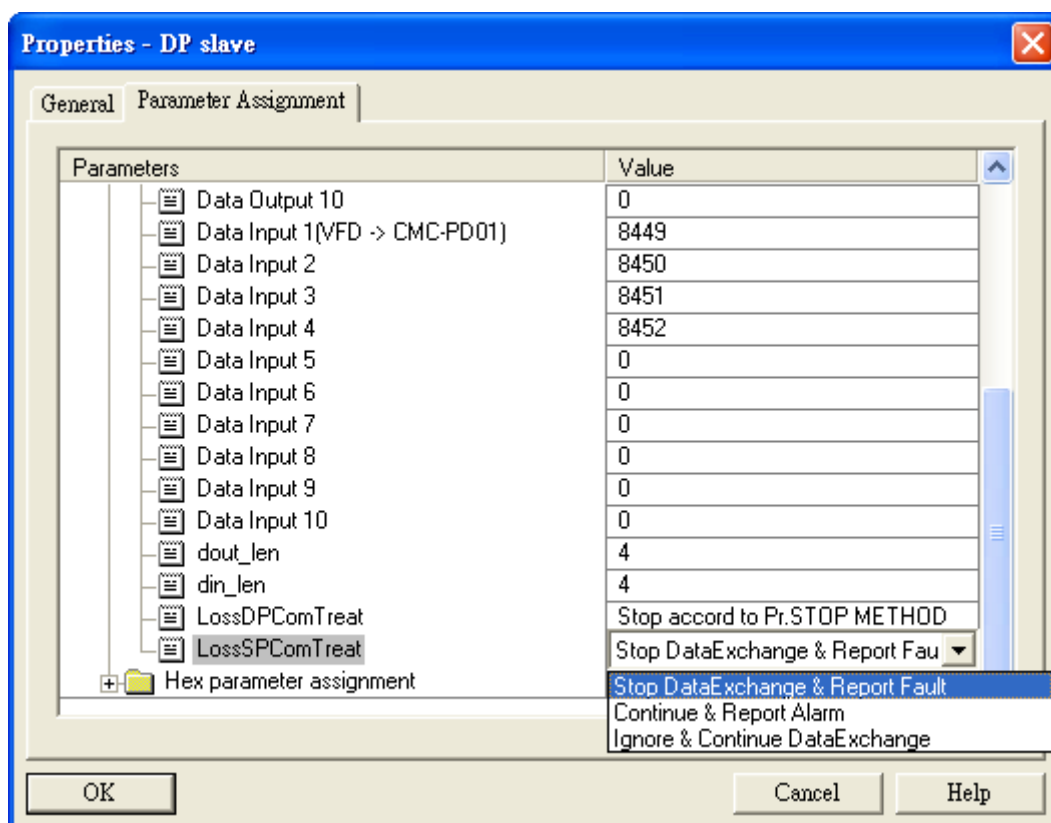 Properties - DP slave
General Parameter Assignment
Parameters Value
Data Output 10 0
Data Input 1(VFD -> CMC-PD01) 8449
Data Input 2 8450
Data Input 3 8451
Data Input 4 8452
Data Input 5 0
Data Input 6 0
Data Input 7 0
Data Input 8 0
Data Input 9 0
Data Input 10 0
dout_len 4
din_len 4
LossDPComTreat Stop accord to Pr.STOP METHOD
LossSPComTreat Stop DataExchange & Report Fau
Hex parameter assignment
Stop DataExchange & Report Fault
Continue & Report Alarm
Ignore & Continue DataExchange
OK Cancel Help